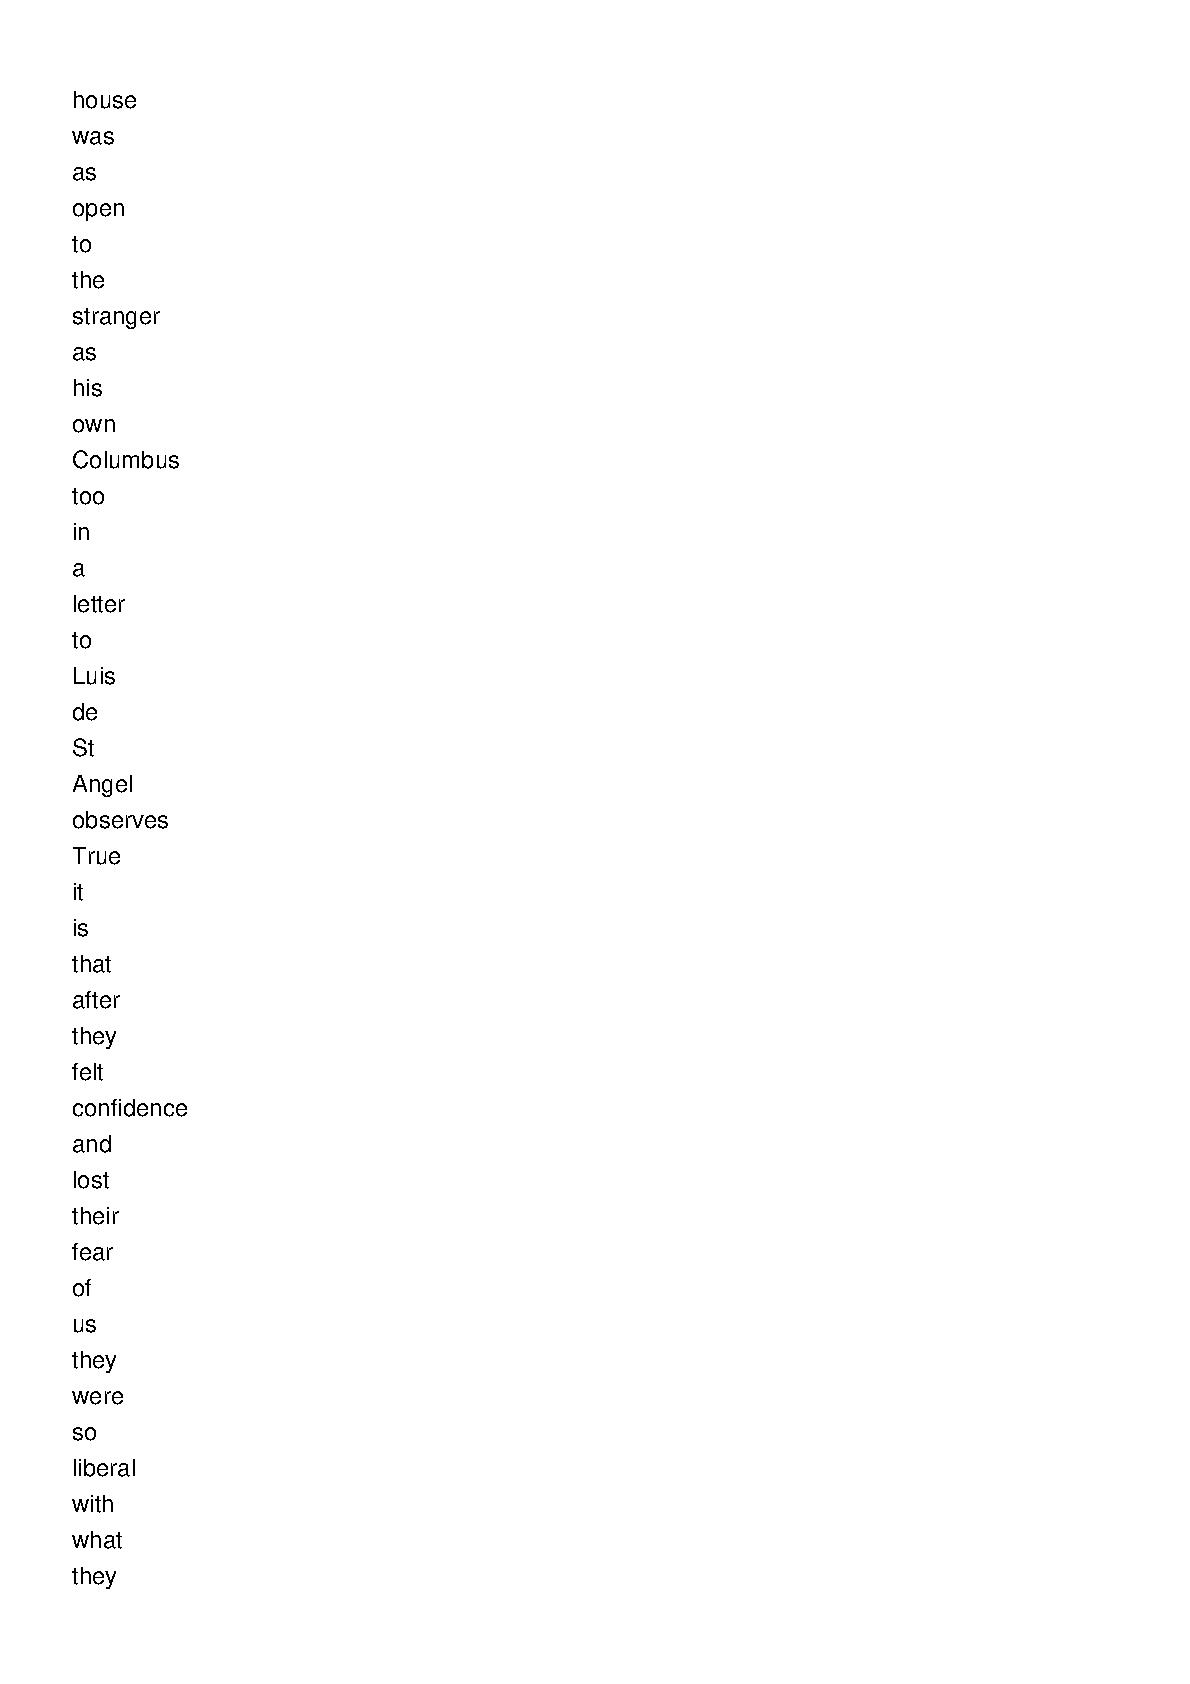 house
was
as
open
to
the
stranger
as
his
own
Columbus
too
in
a
letter
to
Luis
de
St
Angel
observes
True
it
is
that
after
they
felt
confidence
and
lost
their
fear
of
us
they
were
so
liberal
with
what
they